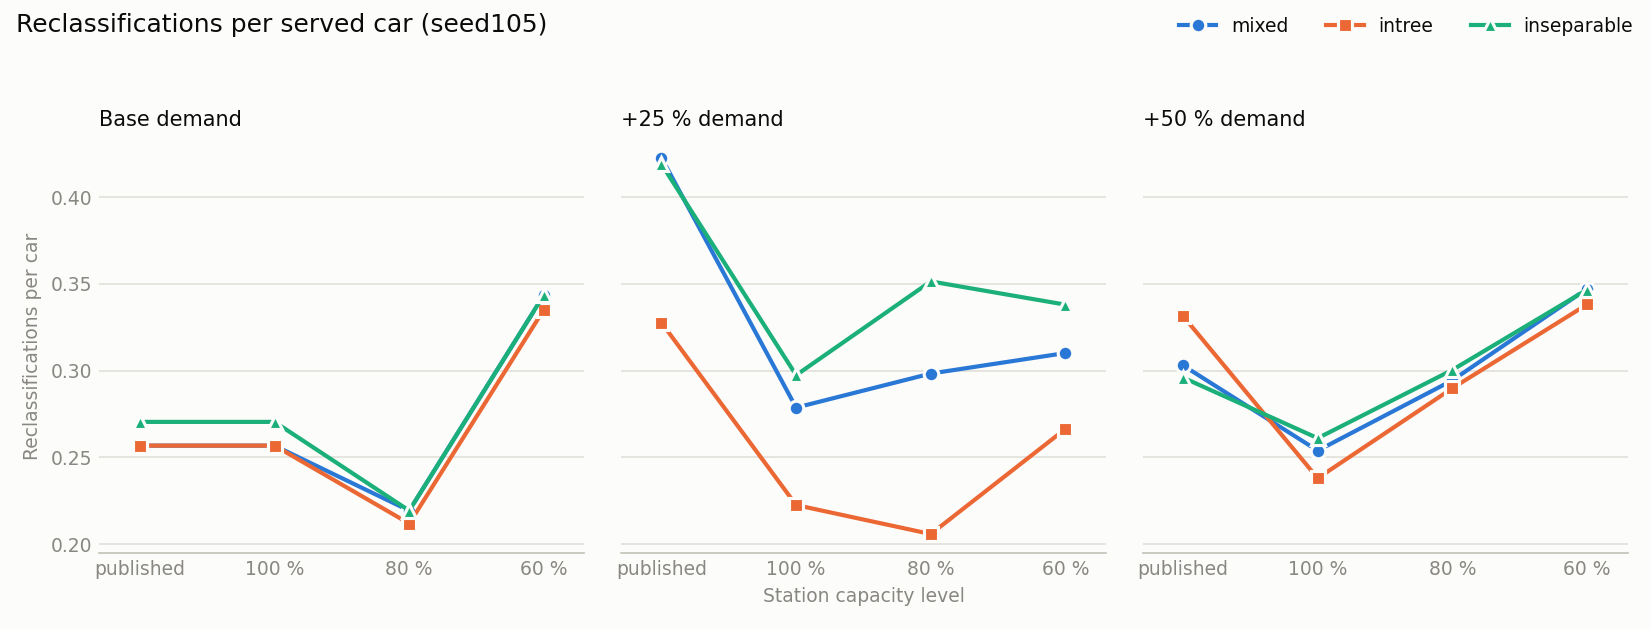 Reclassifications per served car (seed105)
mixed
intree
inseparable
Base demand
+25 % demand
+50 % demand
Reclassifications per car
0.40
0.35
0.30
0.25
0.20
published 100 % 80 % 60 %
published 100 % 80 % 60 %
published 100 % 80 % 60 %
Station capacity level